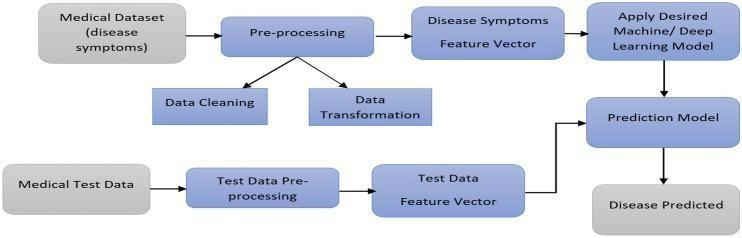 Medical Dataset
(disease
symptoms)
Pre-processing
Disease Symptoms
Feature Vector
Apply Desired
Machine/ Deep
Learning Model
Data Cleaning
Data
Transformation
Prediction Model
Medical Test Data
Test Data Pre-
processing
Test Data
Feature Vector
Disease Predicted